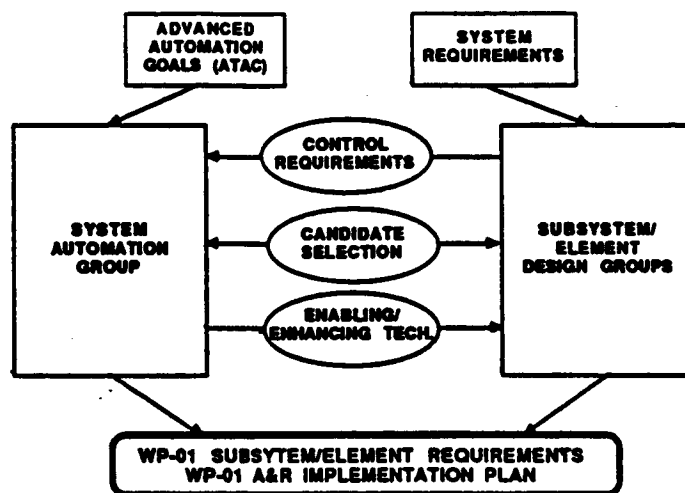 ADVANCED
AUTOMATION
GOALS (ATAC)
SYSTEM
REQUIREMENTS
CONTROL
REQUIREMENTS
SYSTEM
AUTOMATION
GROUP
CANDIDATE
SELECTION
SUBSYSTEM/
ELEMENT
DESIGN GROUPS
ENABLING/
ENHANCING TECH.
WP-01 SUBSYTEM/ELEMENT REQUIREMENTS
WP-01 A&R IMPLEMENTATION PLAN